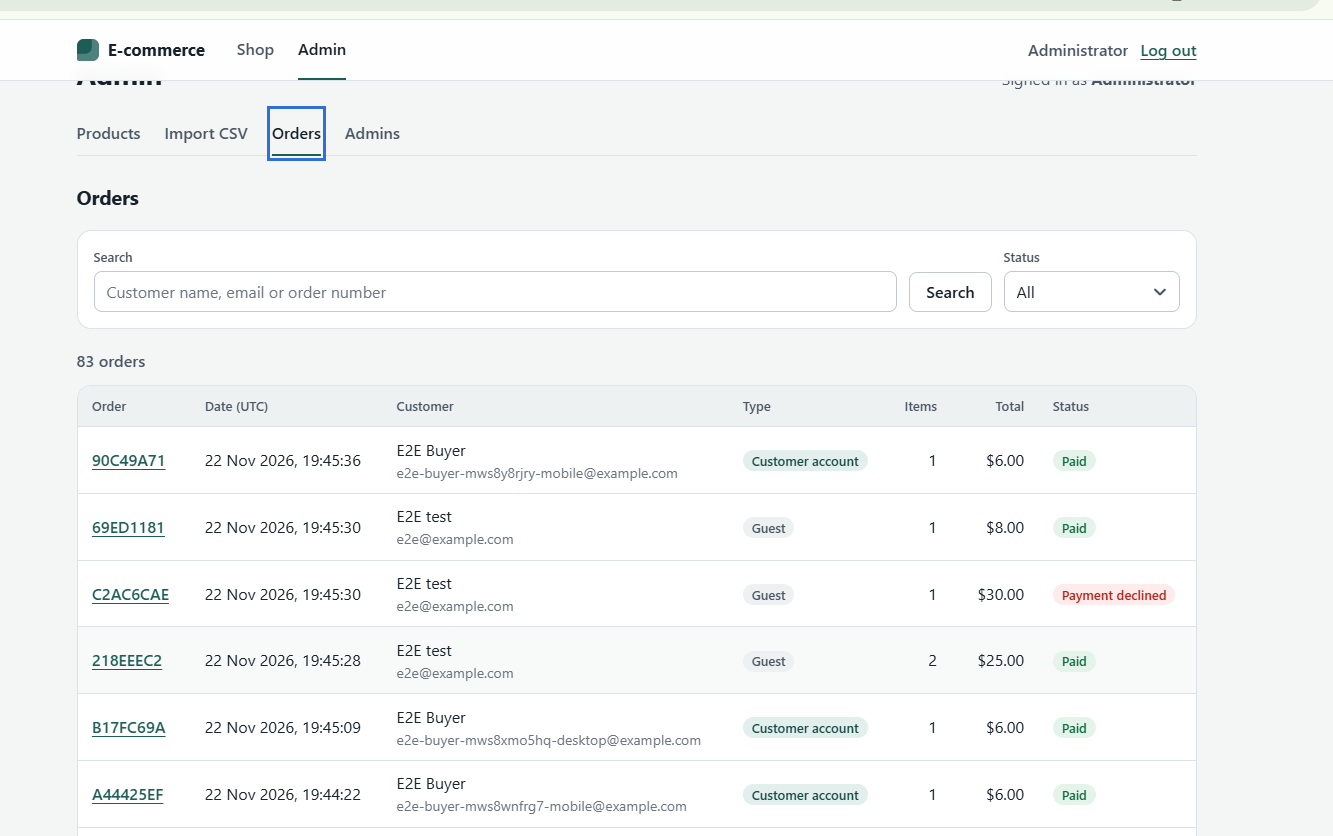 E-commerce Shop Admin Administrator Log out
Admin Signed in as Administrator
Products Import CSV Orders Admins
Orders
Search Status
Customer name, email or order number Search All
83 orders
Order Date (UTC) Customer Type Items Total Status
90C49A71 22 Nov 2026, 19:45:36 E2E Buyer Customer account 1 $6.00 Paid
e2e-buyer-mws8y8rjry-mobile@example.com
69ED1181 22 Nov 2026, 19:45:30 E2E test Guest 1 $8.00 Paid
e2e@example.com
C2AC6CAE 22 Nov 2026, 19:45:30 E2E test Guest 1 $30.00 Payment declined
e2e@example.com
218EEEC2 22 Nov 2026, 19:45:28 E2E test Guest 2 $25.00 Paid
e2e@example.com
B17FC69A 22 Nov 2026, 19:45:09 E2E Buyer Customer account 1 $6.00 Paid
e2e-buyer-mws8xmo5hq-desktop@example.com
A44425EF 22 Nov 2026, 19:44:22 E2E Buyer Customer account 1 $6.00 Paid
e2e-buyer-mws8wnfrg7-mobile@example.com